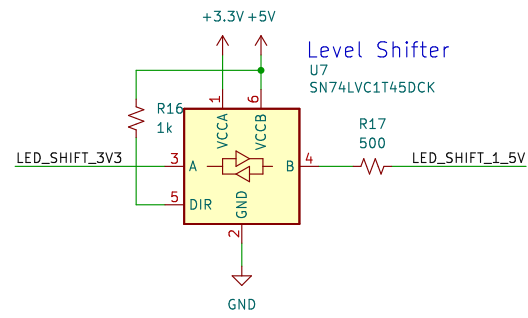 +3.3V +5V
Level Shifter
U7
SN74LVC1T45DCK
1
6
R16
1k
VCCA
VCCB
R17
500
LED_SHIFT_3V3
3
A
B
4
LED_SHIFT_1_5V
5
DIR
GND
2
GND